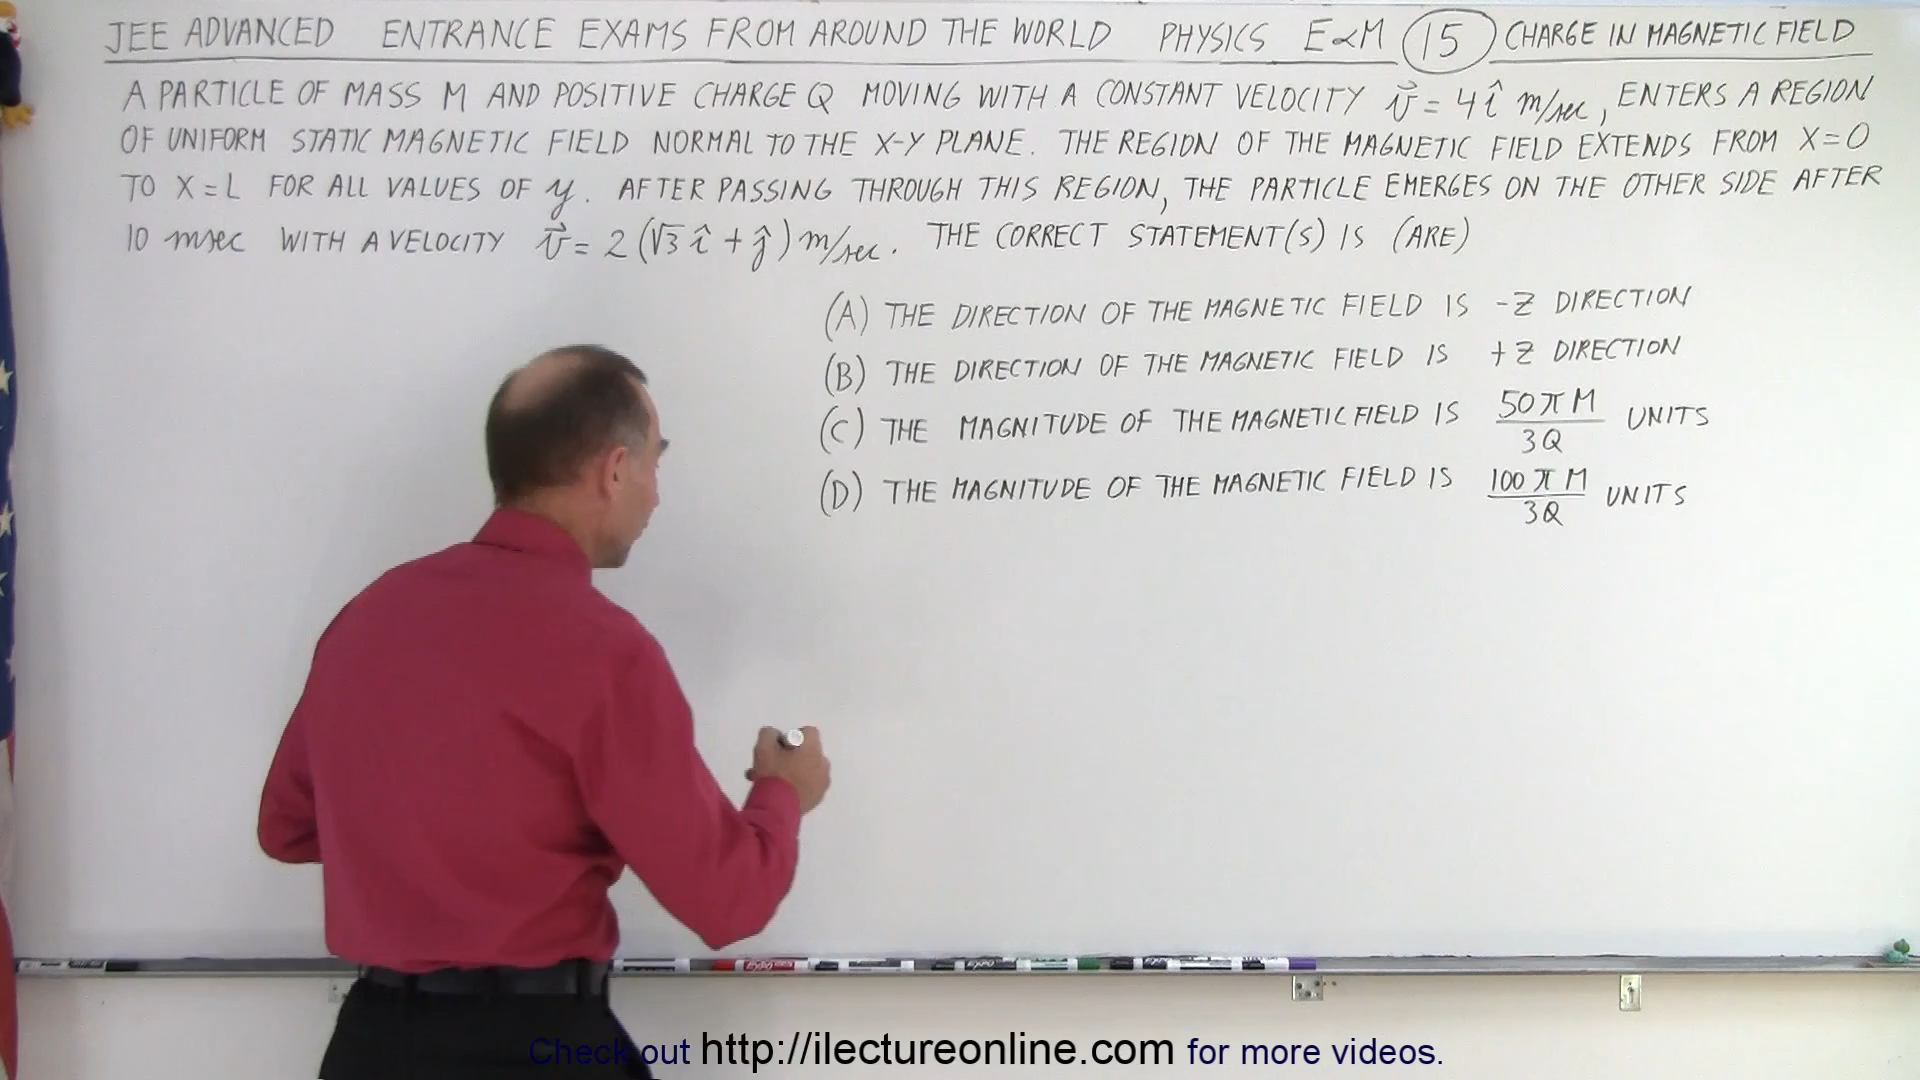 JEE ADVANCED ENTRANCE EXAMS FROM AROUND THE WORLD PHYSICS E&M 15 CHARGE IN MAGNETIC FIELD
A PARTICLE OF MASS M AND POSITIVE CHARGE Q MOVING WITH A CONSTANT VELOCITY v⃗ = 4î m/sec, ENTERS A REGION
OF UNIFORM STATIC MAGNETIC FIELD NORMAL TO THE X-Y PLANE. THE REGION OF THE MAGNETIC FIELD EXTENDS FROM X=0
TO X=L FOR ALL VALUES OF y. AFTER PASSING THROUGH THIS REGION, THE PARTICLE EMERGES ON THE OTHER SIDE AFTER
10 msec WITH A VELOCITY v⃗ = 2(√3 î + ĵ) m/sec. THE CORRECT STATEMENT(S) IS (ARE)
(A) THE DIRECTION OF THE MAGNETIC FIELD IS -Z DIRECTION
(B) THE DIRECTION OF THE MAGNETIC FIELD IS +Z DIRECTION
(C) THE MAGNITUDE OF THE MAGNETIC FIELD IS 50πM/3Q UNITS
(D) THE MAGNITUDE OF THE MAGNETIC FIELD IS 100πM/3Q UNITS
Check out http://ilectureonline.com for more videos.